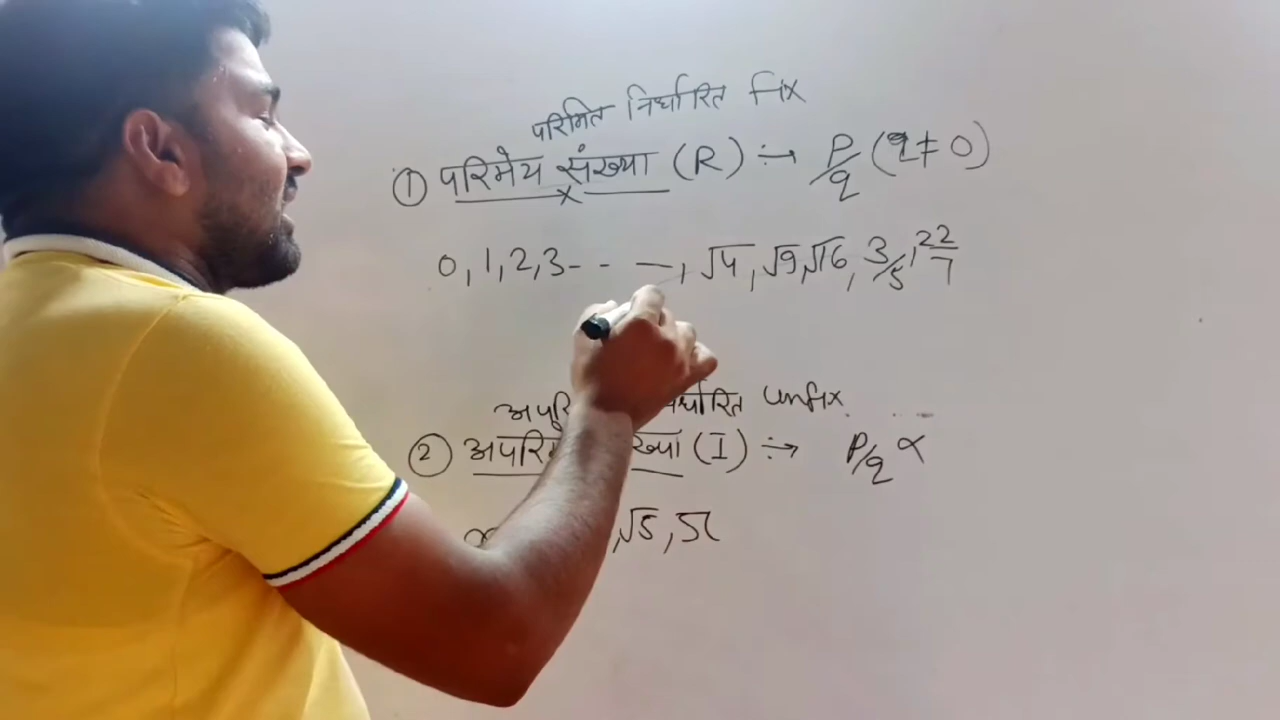 परिमित निर्धारित fix
① परिमेय संख्या (R) ÷→ P/q (q ≠ 0)
0, 1, 2, 3- - —, √4, √9, √16, 3/5, 22/7
unfix
② (I) ÷→ P/q ∝
, √5, π